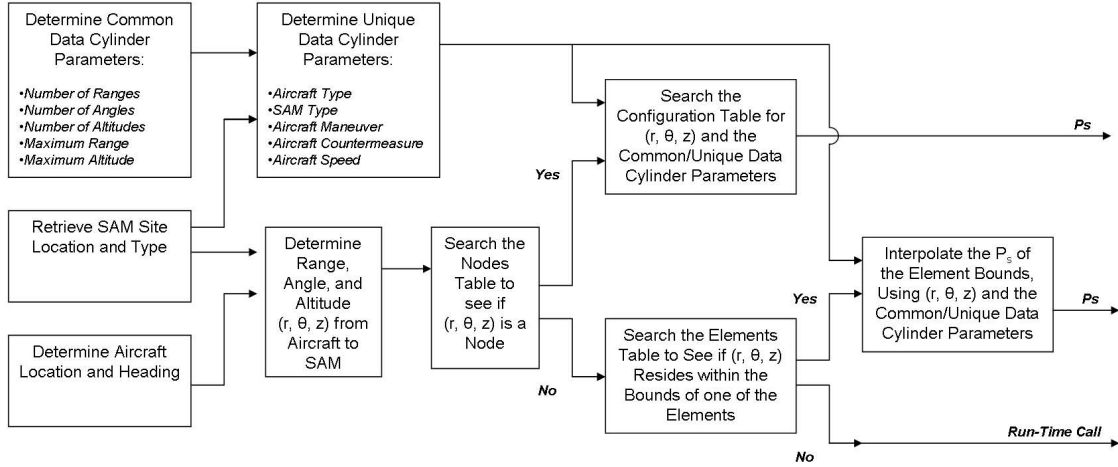 Determine Common
Data Cylinder
Parameters:
•Number of Ranges
•Number of Angles
•Number of Altitudes
•Maximum Range
•Maximum Altitude
Determine Unique
Data Cylinder
Parameters:
•Aircraft Type
•SAM Type
•Aircraft Maneuver
•Aircraft Countermeasure
•Aircraft Speed
Search the
Configuration Table for
(r, θ, z) and the
Common/Unique Data
Cylinder Parameters
Ps
Yes
Retrieve SAM Site
Location and Type
Determine
Range,
Angle, and
Altitude
(r, θ, z) from
Aircraft to
SAM
Search the
Nodes
Table to
see if
(r, θ, z) is a
Node
Interpolate the Ps of
the Element Bounds,
Using (r, θ, z) and the
Common/Unique Data
Cylinder Parameters
Ps
Yes
Determine Aircraft
Location and Heading
Search the Elements
Table to See if (r, θ, z)
Resides within the
Bounds of one of the
Elements
No
Run-Time Call
No